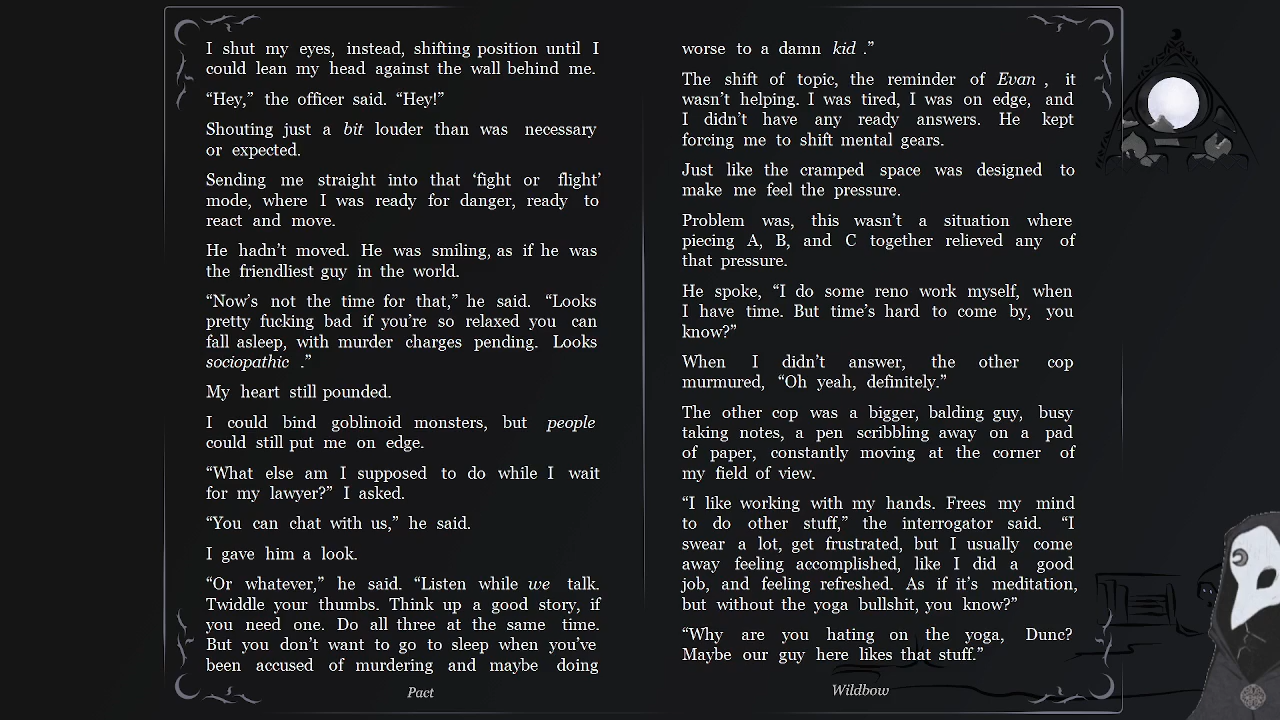 I shut my eyes, instead, shifting position until I
could lean my head against the wall behind me.
“Hey,” the officer said. “Hey!”
Shouting just a bit louder than was necessary
or expected.
Sending me straight into that ‘fight or flight’
mode, where I was ready for danger, ready to
react and move.
He hadn’t moved. He was smiling, as if he was
the friendliest guy in the world.
“Now’s not the time for that,” he said. “Looks
pretty fucking bad if you’re so relaxed you can
fall asleep, with murder charges pending. Looks
sociopathic .”
My heart still pounded.
I could bind goblinoid monsters, but people
could still put me on edge.
“What else am I supposed to do while I wait
for my lawyer?” I asked.
“You can chat with us,” he said.
I gave him a look.
“Or whatever,” he said. “Listen while we talk.
Twiddle your thumbs. Think up a good story, if
you need one. Do all three at the same time.
But you don’t want to go to sleep when you’ve
been accused of murdering and maybe doing
Pact
worse to a damn kid .”
The shift of topic, the reminder of Evan , it
wasn’t helping. I was tired, I was on edge, and
I didn’t have any ready answers. He kept
forcing me to shift mental gears.
Just like the cramped space was designed to
make me feel the pressure.
Problem was, this wasn’t a situation where
piecing A, B, and C together relieved any of
that pressure.
He spoke, “I do some reno work myself, when
I have time. But time’s hard to come by, you
know?”
When I didn’t answer, the other cop
murmured, “Oh yeah, definitely.”
The other cop was a bigger, balding guy, busy
taking notes, a pen scribbling away on a pad
of paper, constantly moving at the corner of
my field of view.
“I like working with my hands. Frees my mind
to do other stuff,” the interrogator said. “I
swear a lot, get frustrated, but I usually come
away feeling accomplished, like I did a good
job, and feeling refreshed. As if it’s meditation,
but without the yoga bullshit, you know?”
“Why are you hating on the yoga, Dunc?
Maybe our guy here likes that stuff.”
Wildbow